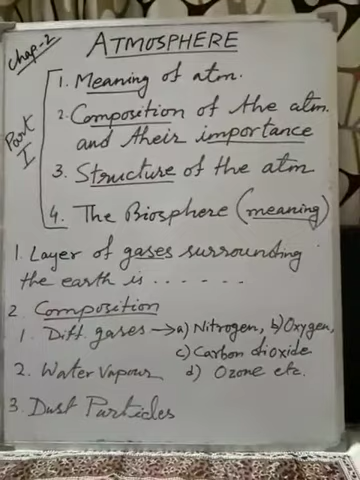 Chap-2
ATMOSPHERE
Part I
1. Meaning of atm.
2. Composition of the atm.
and their importance
3. Structure of the atm
4. The Biosphere (meaning)
1. Layer of gases surrounding
the earth is . . . . . .
2 Composition
1. Diff. gases → a) Nitrogen, b) Oxygen,
c) Carbon dioxide
2. Water Vapour d) Ozone etc.
3. Dust Particles